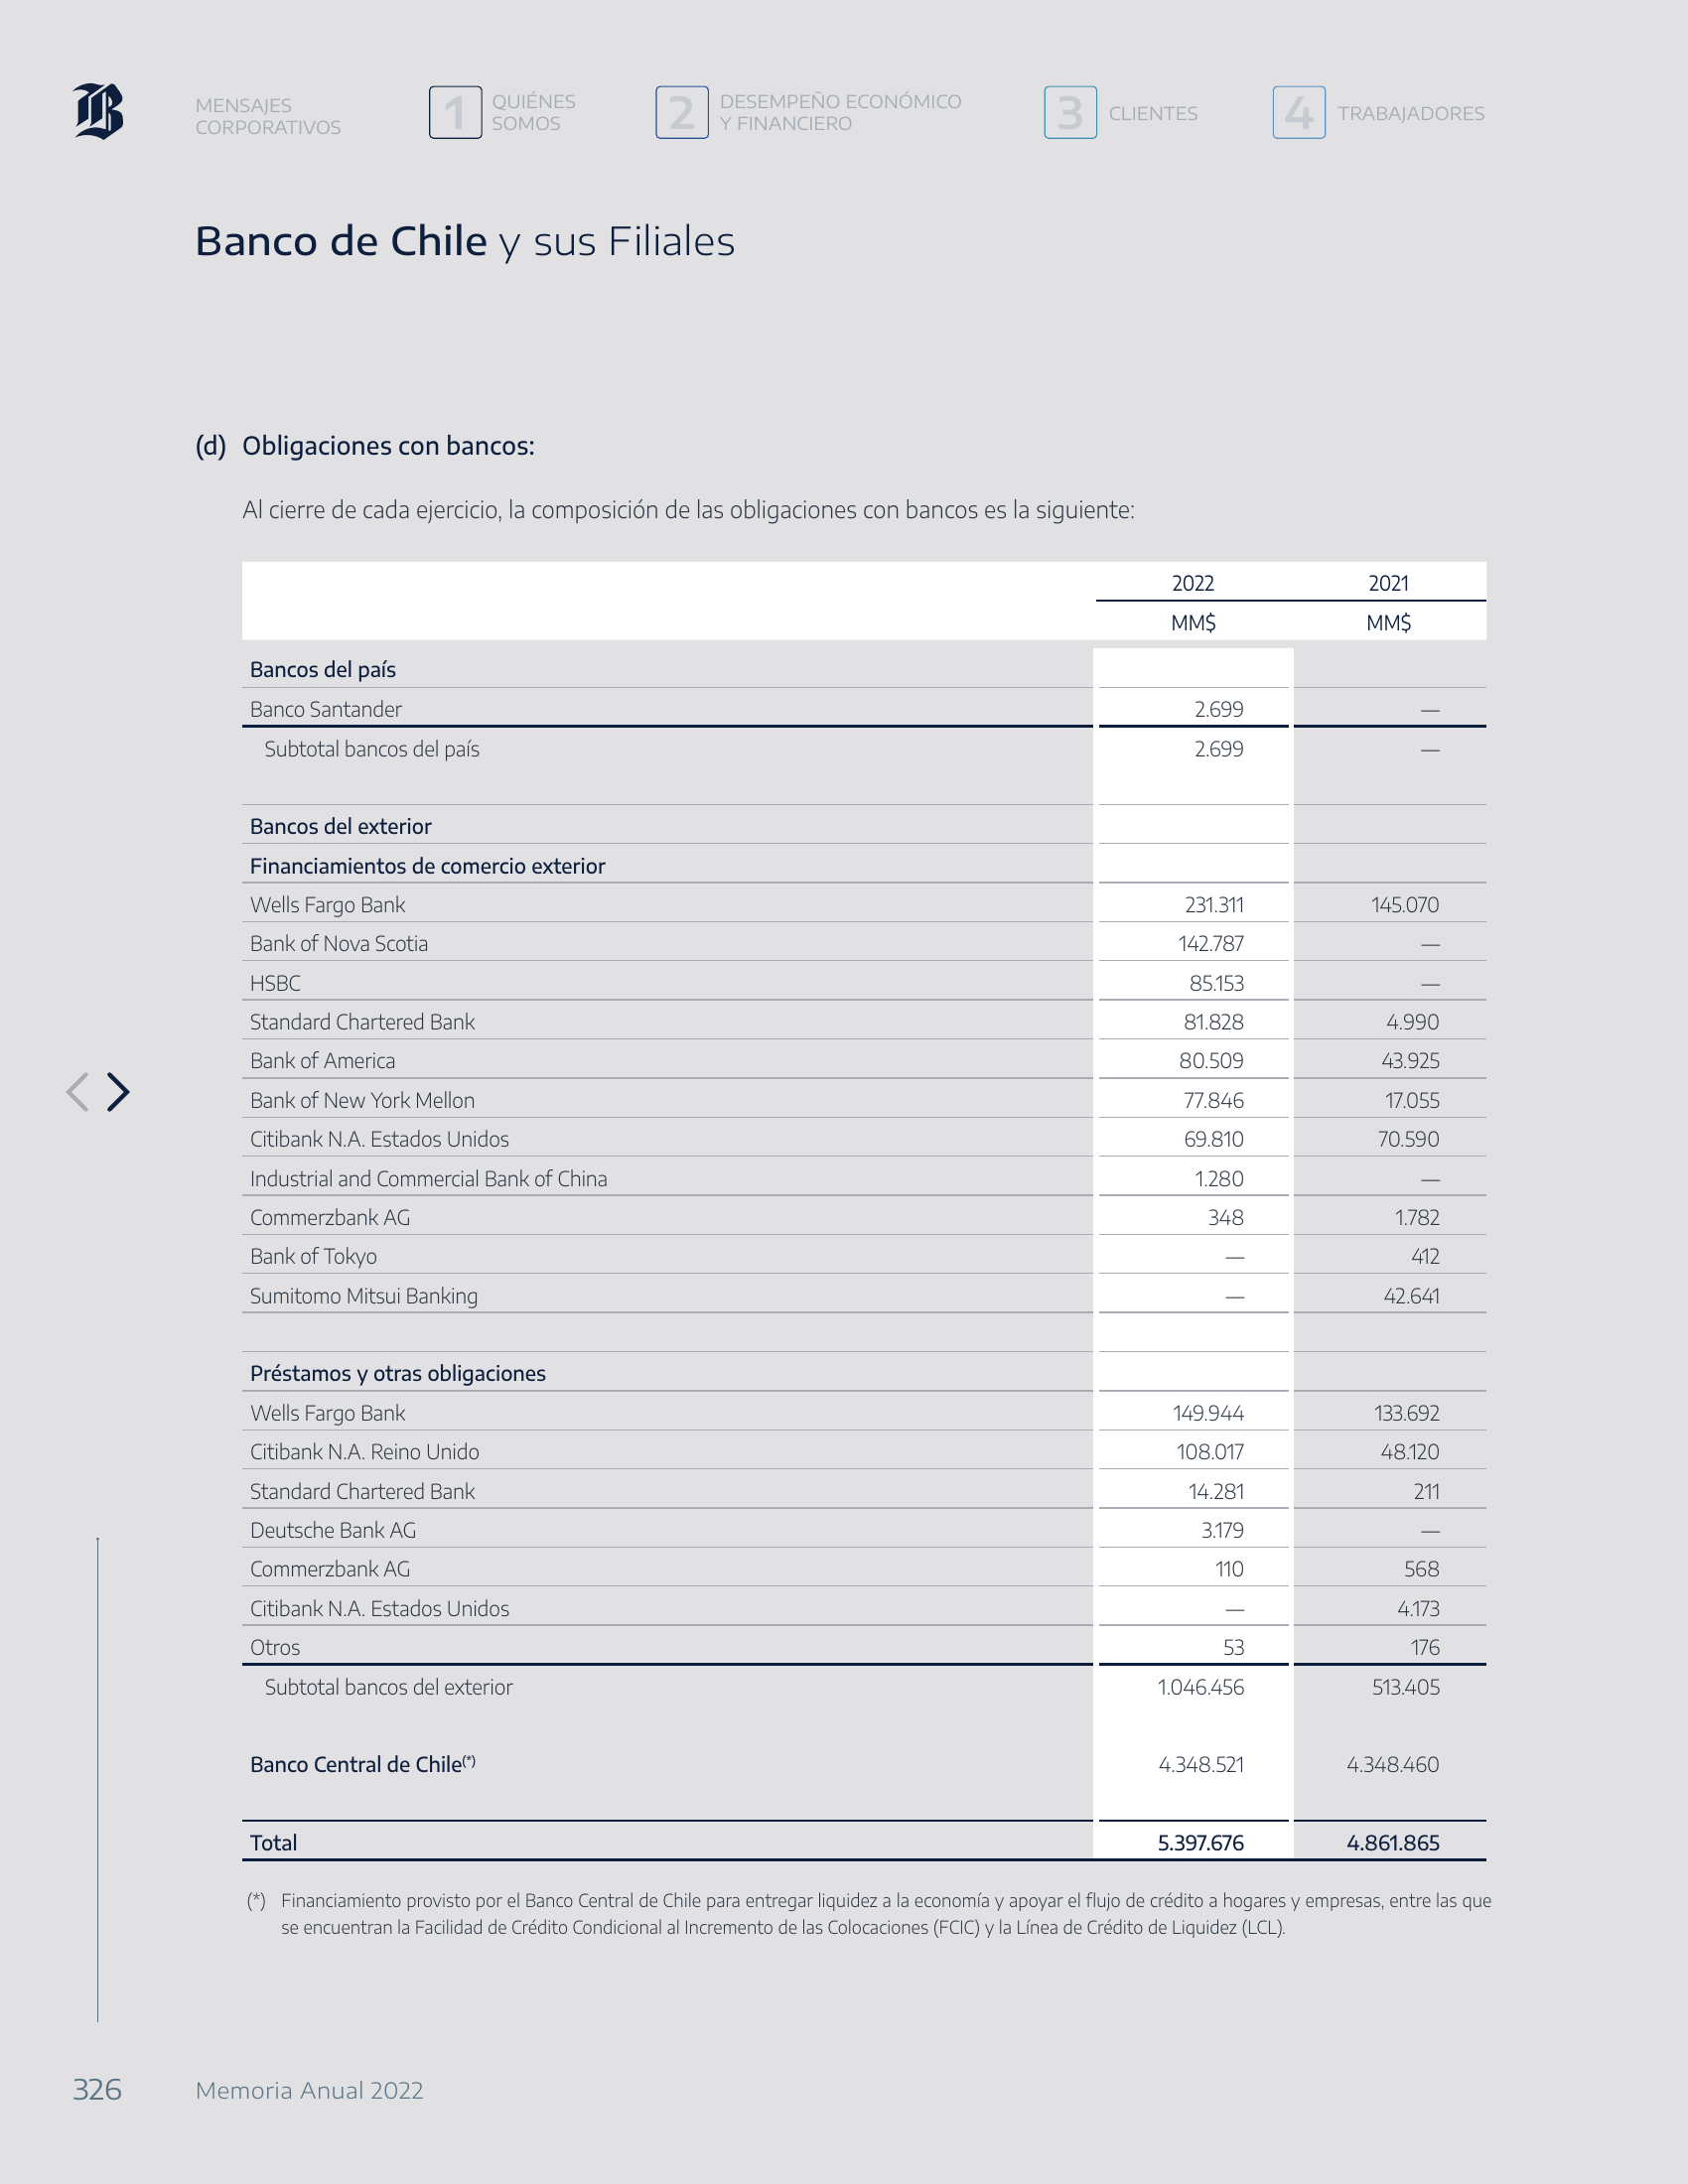 MENSAJES
CORPORATIVOS
1 QUIÉNES
SOMOS
2 DESEMPEÑO ECONÓMICO
Y FINANCIERO
3 CLIENTES
4 TRABAJADORES
Banco de Chile y sus Filiales
(d) Obligaciones con bancos:
Al cierre de cada ejercicio, la composición de las obligaciones con bancos es la siguiente:
2022 2021
MM$ MM$
Bancos del país
Banco Santander 2.699 —
Subtotal bancos del país 2.699 —
Bancos del exterior
Financiamientos de comercio exterior
Wells Fargo Bank 231.311 145.070
Bank of Nova Scotia 142.787 —
HSBC 85.153 —
Standard Chartered Bank 81.828 4.990
Bank of America 80.509 43.925
Bank of New York Mellon 77.846 17.055
Citibank N.A. Estados Unidos 69.810 70.590
Industrial and Commercial Bank of China 1.280 —
Commerzbank AG 348 1.782
Bank of Tokyo — 412
Sumitomo Mitsui Banking — 42.641
Préstamos y otras obligaciones
Wells Fargo Bank 149.944 133.692
Citibank N.A. Reino Unido 108.017 48.120
Standard Chartered Bank 14.281 211
Deutsche Bank AG 3.179 —
Commerzbank AG 110 568
Citibank N.A. Estados Unidos — 4.173
Otros 53 176
Subtotal bancos del exterior 1.046.456 513.405
Banco Central de Chile(*) 4.348.521 4.348.460
Total 5.397.676 4.861.865
(*) Financiamiento provisto por el Banco Central de Chile para entregar liquidez a la economía y apoyar el flujo de crédito a hogares y empresas, entre las que
se encuentran la Facilidad de Crédito Condicional al Incremento de las Colocaciones (FCIC) y la Línea de Crédito de Liquidez (LCL).
326 Memoria Anual 2022